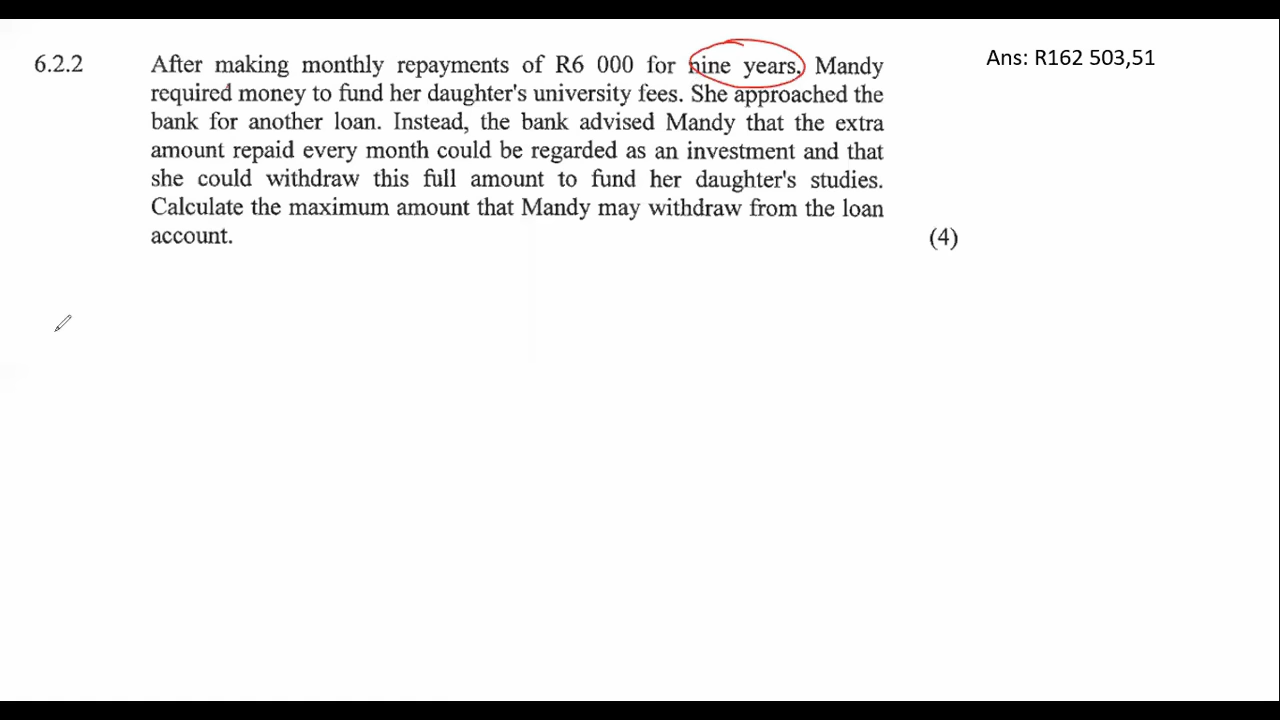 6.2.2 After making monthly repayments of R6 000 for nine years, Mandy Ans: R162 503,51
required money to fund her daughter's university fees. She approached the
bank for another loan. Instead, the bank advised Mandy that the extra
amount repaid every month could be regarded as an investment and that
she could withdraw this full amount to fund her daughter's studies.
Calculate the maximum amount that Mandy may withdraw from the loan
account. (4)